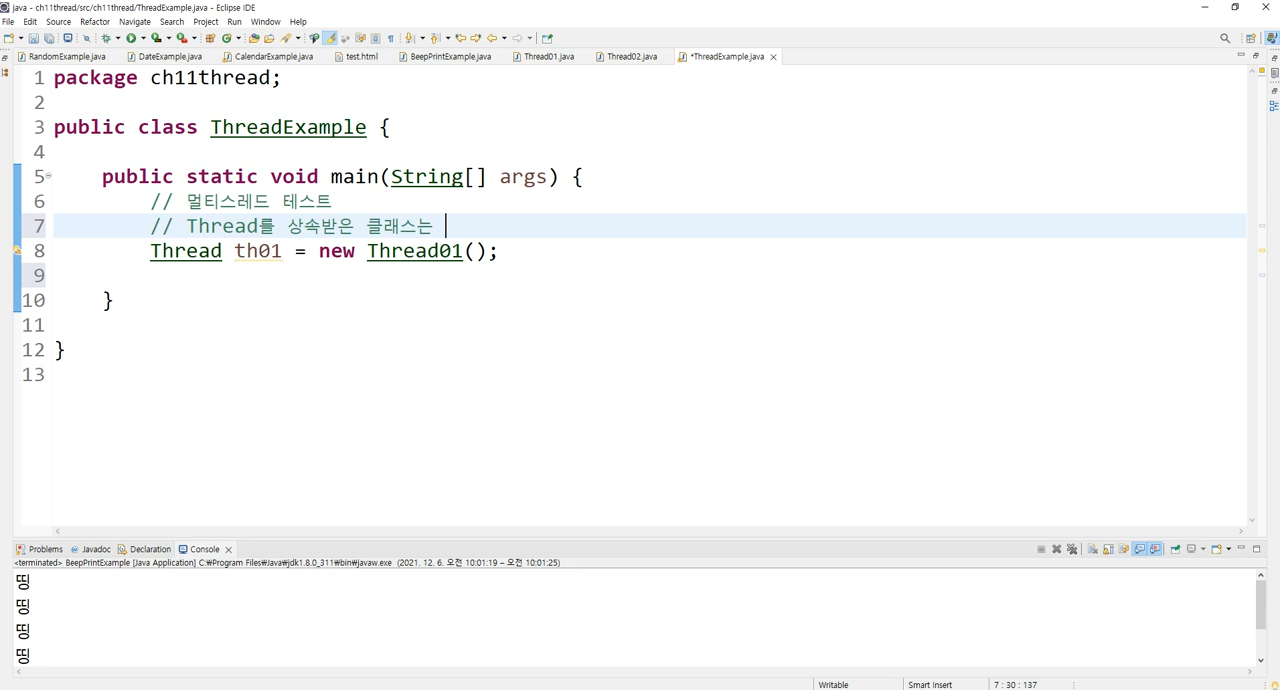 java - ch11thread/src/ch11thread/ThreadExample.java - Eclipse IDE
File Edit Source Refactor Navigate Search Project Run Window Help
RandomExample.java DateExample.java CalendarExample.java test.html BeepPrintExample.java Thread01.java Thread02.java *ThreadExample.java
1 package ch11thread;
2
3 public class ThreadExample {
4
5 public static void main(String[] args) {
6 // 멀티스레드 테스트
7 // Thread를 상속받은 클래스는
8 Thread th01 = new Thread01();
9
10 }
11
12 }
13
Problems Javadoc Declaration Console
<terminated> BeepPrintExample [Java Application] C:₩Program Files₩Java₩jdk1.8.0_311₩bin₩javaw.exe (2021. 12. 6. 오전 10:01:19 – 오전 10:01:25)
띵
띵
띵
띵
Writable Smart Insert 7 : 30 : 137